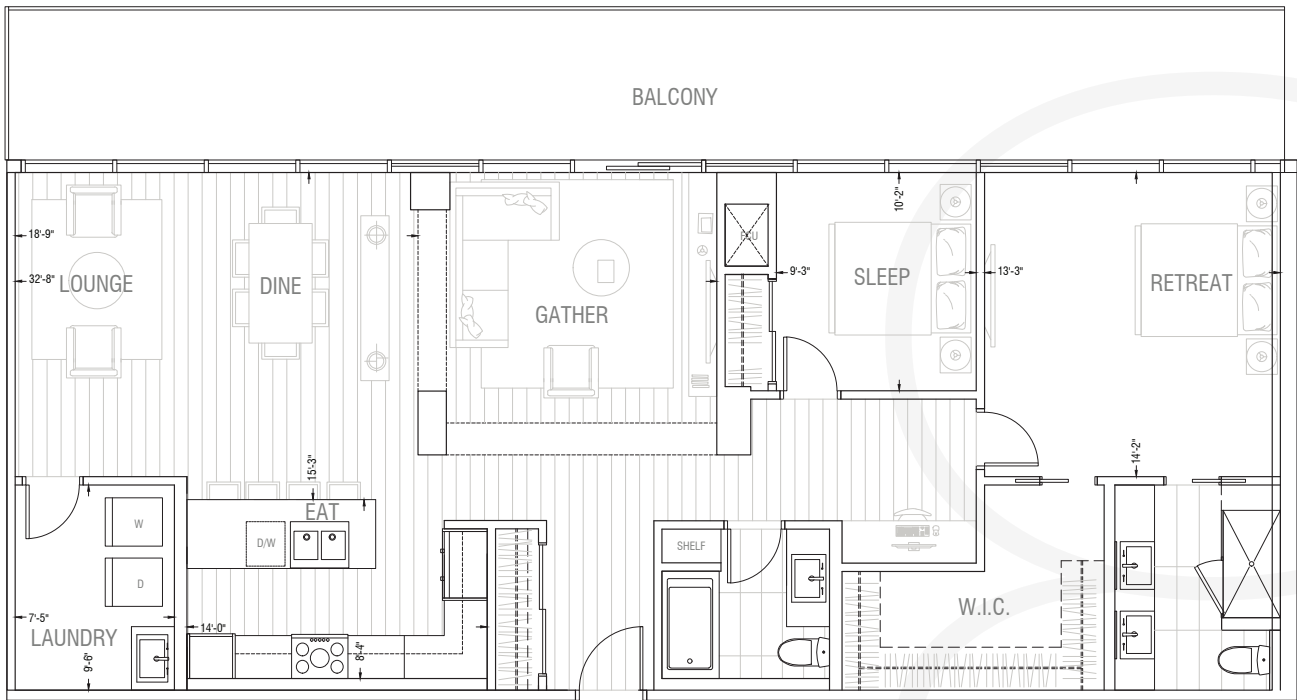 BALCONY
10'-2"
18'-9"
32'-8"
LOUNGE
DINE
GATHER
FCU
9'-3"
SLEEP
13'-3"
RETREAT
15'-3"
14'-2"
EAT
W
D/W
D
SHELF
7'-5"
LAUNDRY
9'-6"
14'-0"
8'-4"
W.I.C.